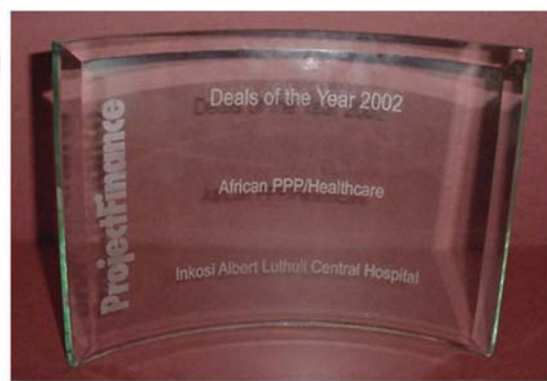 ProjectFinance
Deals of the Year 2002
African PPP/Healthcare
Inkosi Albert Luthuli Central Hospital